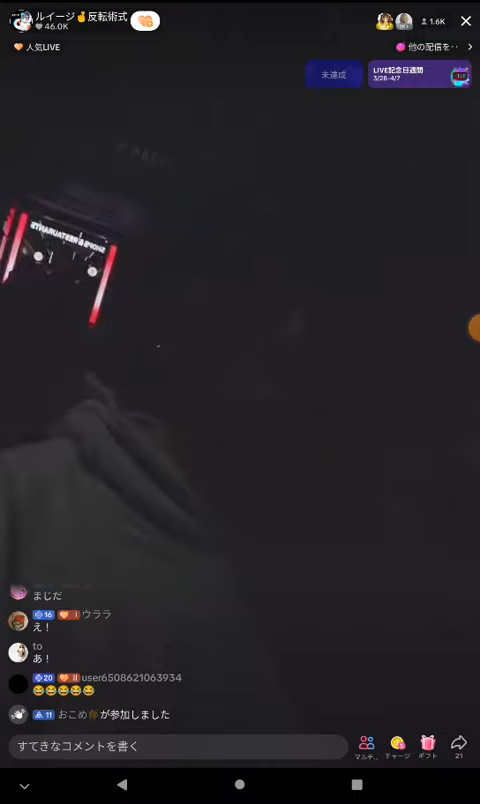 ルイージ🤞反転術式
46.0K
1.6K
人気LIVE
他の配信を··
未達成
LIVE記念日週間
3/28-4/7
SHOPS & RESTAURANTS
まじだ
16 I ウララ
え！
to
あ！
20 II user6508621063934
😂😂😂😂😂
11 おこめ🌾が参加しました
すてきなコメントを書く
マルチ..
チャージ
ギフト
21